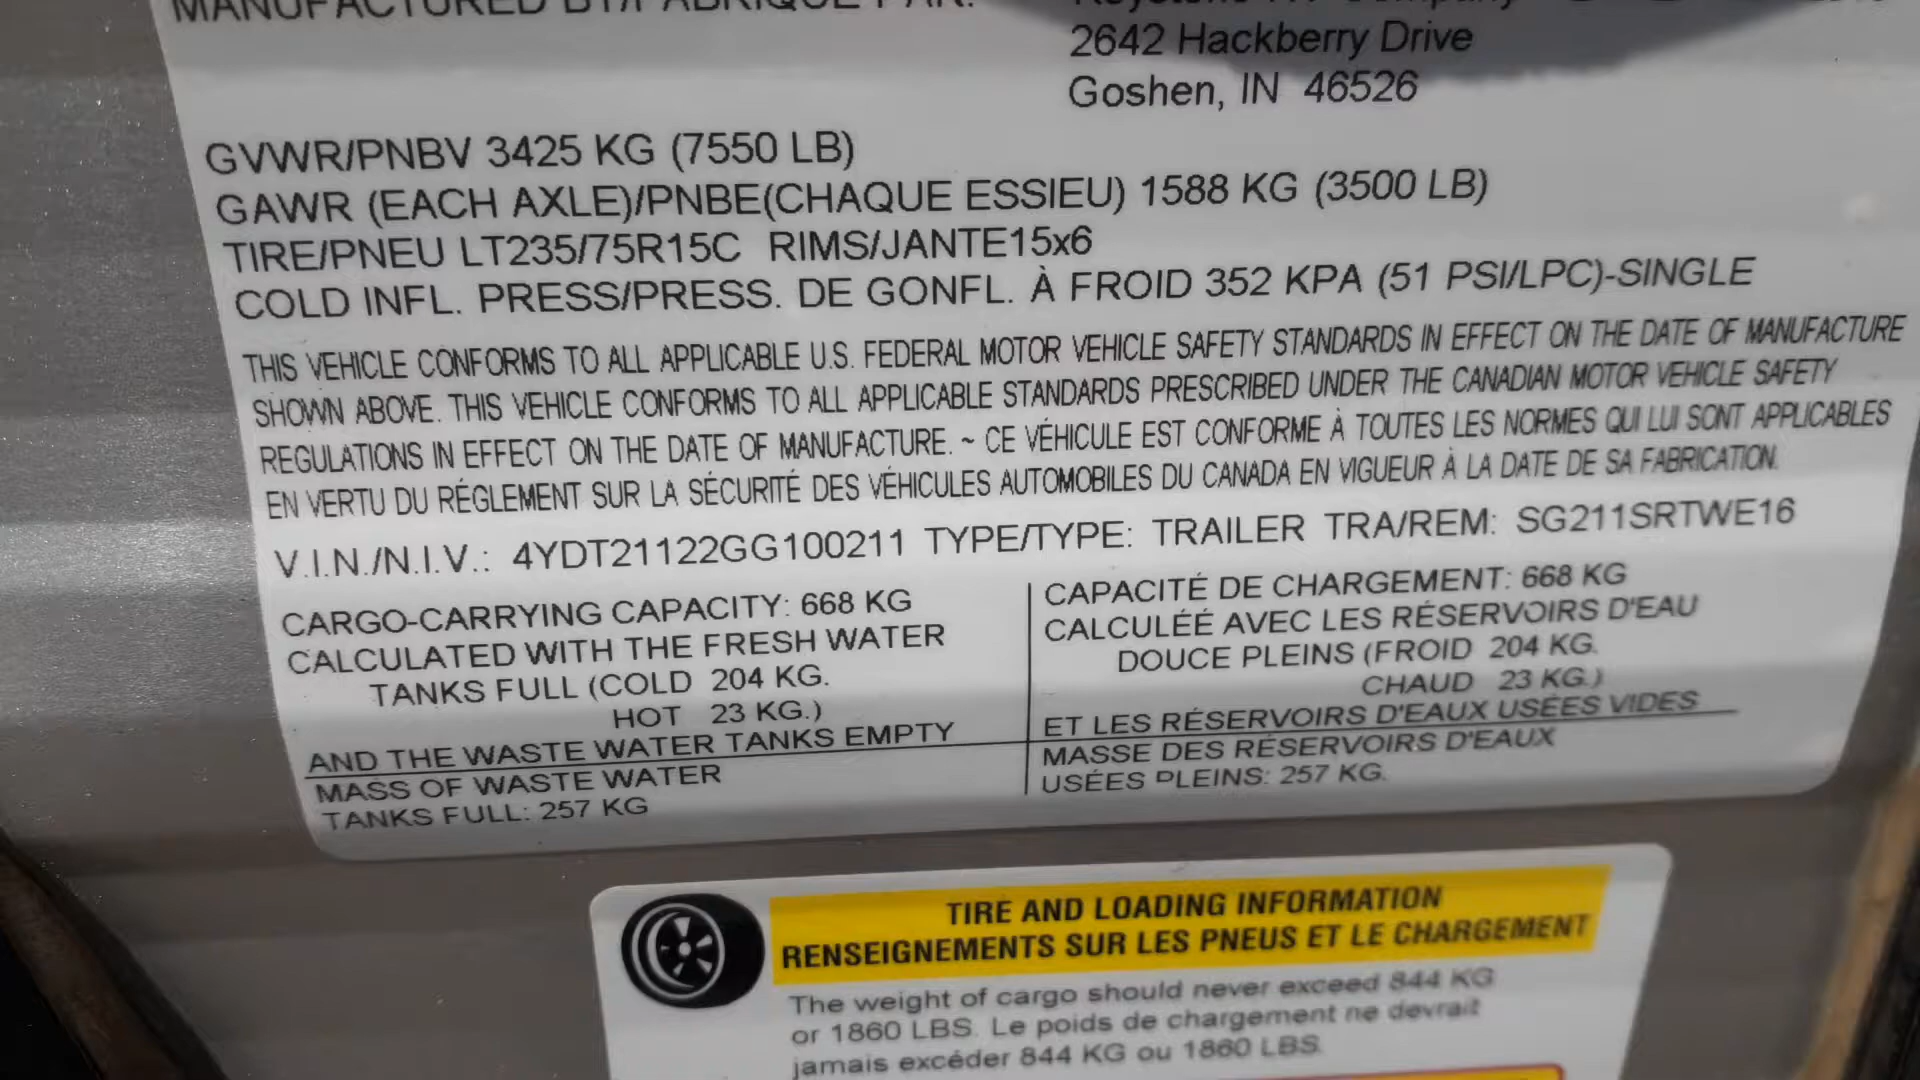 MANUFACTURED BY/FABRIQUÉ PAR:
Keystone RV Company
2642 Hackberry Drive
Goshen, IN 46526
GVWR/PNBV 3425 KG (7550 LB)
GAWR (EACH AXLE)/PNBE(CHAQUE ESSIEU) 1588 KG (3500 LB)
TIRE/PNEU LT235/75R15C RIMS/JANTE15x6
COLD INFL. PRESS/PRESS. DE GONFL. À FROID 352 KPA (51 PSI/LPC)-SINGLE
THIS VEHICLE CONFORMS TO ALL APPLICABLE U.S. FEDERAL MOTOR VEHICLE SAFETY STANDARDS IN EFFECT ON THE DATE OF MANUFACTURE
SHOWN ABOVE. THIS VEHICLE CONFORMS TO ALL APPLICABLE STANDARDS PRESCRIBED UNDER THE CANADIAN MOTOR VEHICLE SAFETY
REGULATIONS IN EFFECT ON THE DATE OF MANUFACTURE. ~ CE VÉHICULE EST CONFORME À TOUTES LES NORMES QUI LUI SONT APPLICABLES
EN VERTU DU RÉGLEMENT SUR LA SÉCURITÉ DES VÉHICULES AUTOMOBILES DU CANADA EN VIGUEUR À LA DATE DE SA FABRICATION.
V.I.N./N.I.V.: 4YDT21122GG100211 TYPE/TYPE: TRAILER TRA/REM: SG211SRTWE16
CARGO-CARRYING CAPACITY: 668 KG
CALCULATED WITH THE FRESH WATER
TANKS FULL (COLD 204 KG.
HOT 23 KG.)
AND THE WASTE WATER TANKS EMPTY
MASS OF WASTE WATER
TANKS FULL: 257 KG
CAPACITÉ DE CHARGEMENT: 668 KG
CALCULÉÉ AVEC LES RÉSERVOIRS D'EAU
DOUCE PLEINS (FROID 204 KG.
CHAUD 23 KG.)
ET LES RÉSERVOIRS D'EAUX USÉES VIDES
MASSE DES RÉSERVOIRS D'EAUX
USÉES PLEINS: 257 KG.
TIRE AND LOADING INFORMATION
RENSEIGNEMENTS SUR LES PNEUS ET LE CHARGEMENT
The weight of cargo should never exceed 844 KG
or 1860 LBS. Le poids de chargement ne devrait
jamais excéder 844 KG ou 1860 LBS.